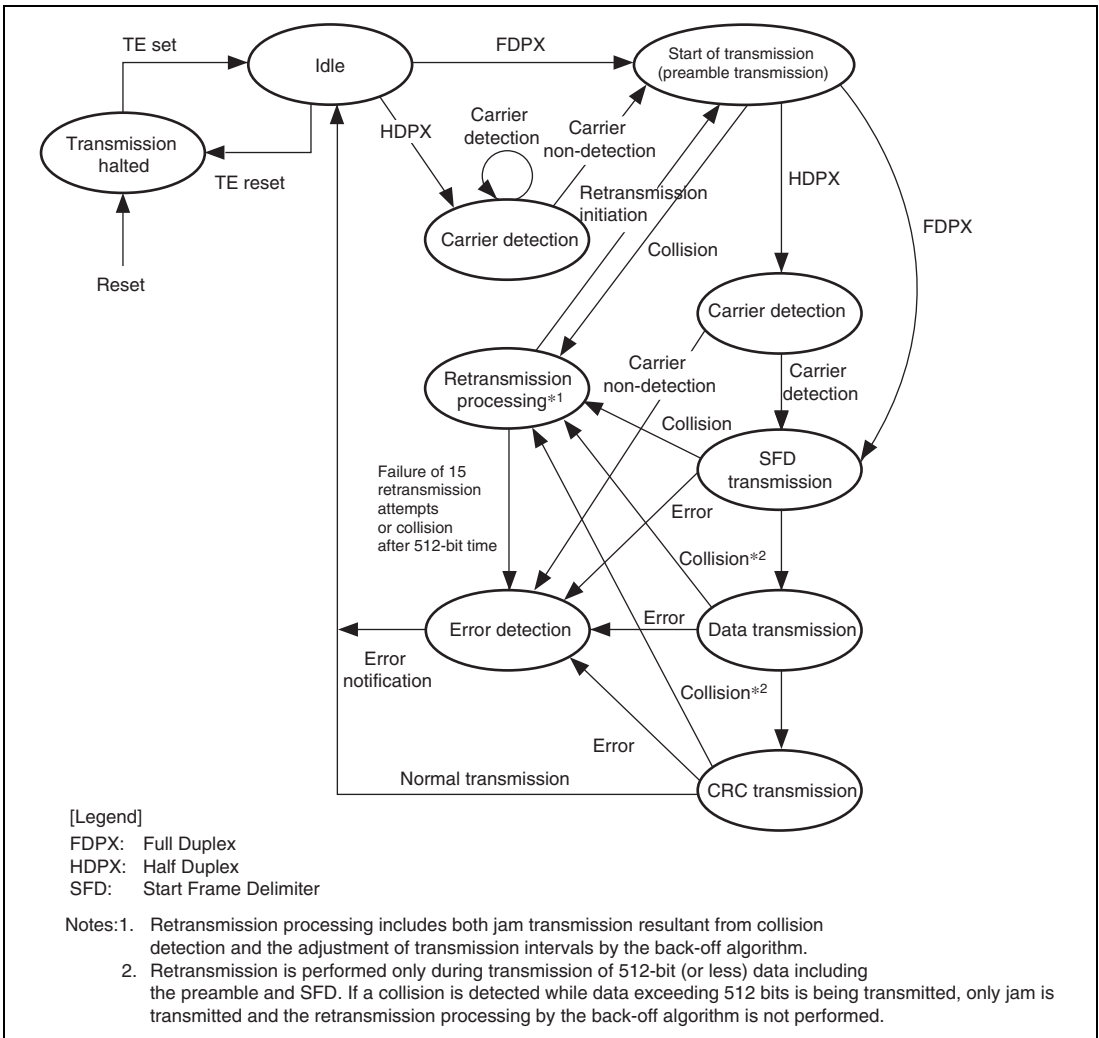 TE set
Idle
FDPX
Start of transmission
(preamble transmission)
Transmission
halted
TE reset
Reset
HDPX
Carrier
detection
Carrier
non-detection
Carrier detection
Retransmission
initiation
Collision
HDPX
FDPX
Carrier detection
Carrier
non-detection
Carrier
detection
Retransmission
processing*1
Collision
SFD
transmission
Failure of 15
retransmission
attempts
or collision
after 512-bit time
Error
Collision*2
Error detection
Error
Data transmission
Error
notification
Collision*2
Error
Normal transmission
CRC transmission
[Legend]
FDPX: Full Duplex
HDPX: Half Duplex
SFD: Start Frame Delimiter
Notes:1. Retransmission processing includes both jam transmission resultant from collision
detection and the adjustment of transmission intervals by the back-off algorithm.
2. Retransmission is performed only during transmission of 512-bit (or less) data including
the preamble and SFD. If a collision is detected while data exceeding 512 bits is being transmitted, only jam is
transmitted and the retransmission processing by the back-off algorithm is not performed.